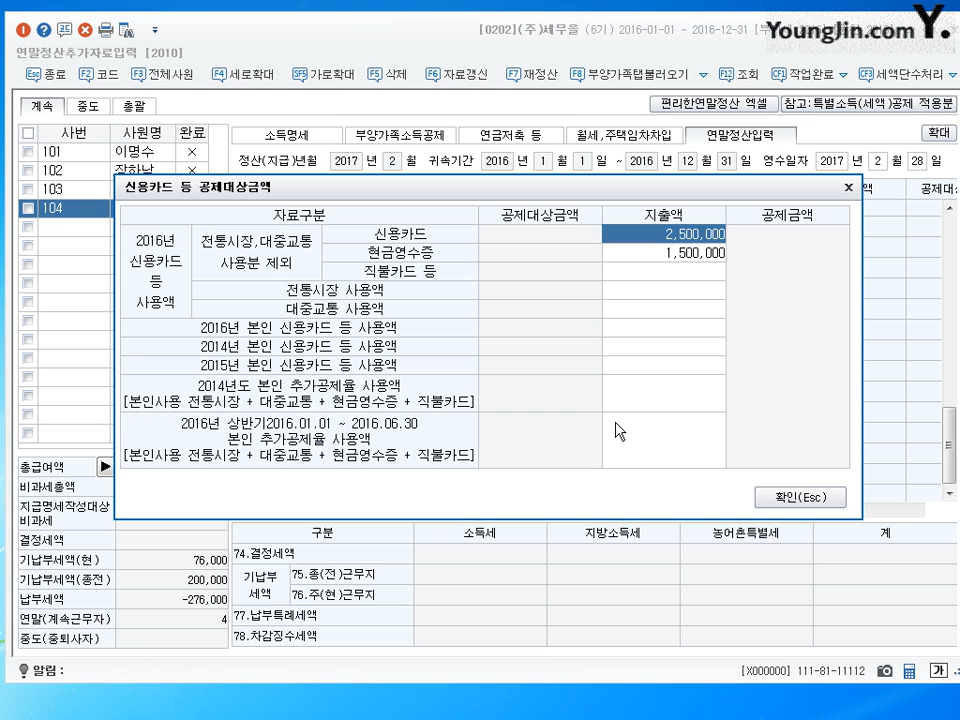 [0202](주)세무을 (6기) 2016-01-01 ~ 2016-12-31
YoungJin.com Y.
연말정산추가자료입력 [2010]
Esc 종료 F2 코드 F3 전체사원 F4 세로확대 SF5 가로확대 F5 삭제 F6 자료갱신 F7 재정산 F8 부양가족탭불러오기 F12 조회 CF1 작업완료 CF3 세액단수처리
계속 중도 총괄 편리한연말정산 엑셀 참고:특별소득(세액)공제 적용분
사번 사원명 완료 소득명세 부양가족소득공제 연금저축 등 월세,주택임차차입 연말정산입력 확대
101 이명수 × 정산(지급)년월 2017 년 2 월 귀속기간 2016 년 1 월 1 일 ~ 2016 년 12 월 31 일 영수일자 2017 년 2 월 28 일
102 장하남 ×
103
104
신용카드 등 공제대상금액
자료구분 공제대상금액 지출액 공제금액
2016년 신용카드 등 사용액
전통시장,대중교통 사용분 제외
신용카드 2,500,000
현금영수증 1,500,000
직불카드 등
전통시장 사용액
대중교통 사용액
2016년 본인 신용카드 등 사용액
2014년 본인 신용카드 등 사용액
2015년 본인 신용카드 등 사용액
2014년도 본인 추가공제율 사용액
[본인사용 전통시장 + 대중교통 + 현금영수증 + 직불카드]
2016년 상반기2016.01.01 ~ 2016.06.30
본인 추가공제율 사용액
[본인사용 전통시장 + 대중교통 + 현금영수증 + 직불카드]
확인(Esc)
총급여액
비과세총액
지급명세작성대상
비과세
결정세액
기납부세액(현) 76,000
기납부세액(종전) 200,000
납부세액 -276,000
연말(계속근무자) 4
중도(중퇴사자)
구분 소득세 지방소득세 농어촌특별세 계
74.결정세액
기납부 세액
75.종(전)근무지
76.주(현)근무지
77.납부특례세액
78.차감징수세액
알림 :
[X000000] 111-81-11112 가